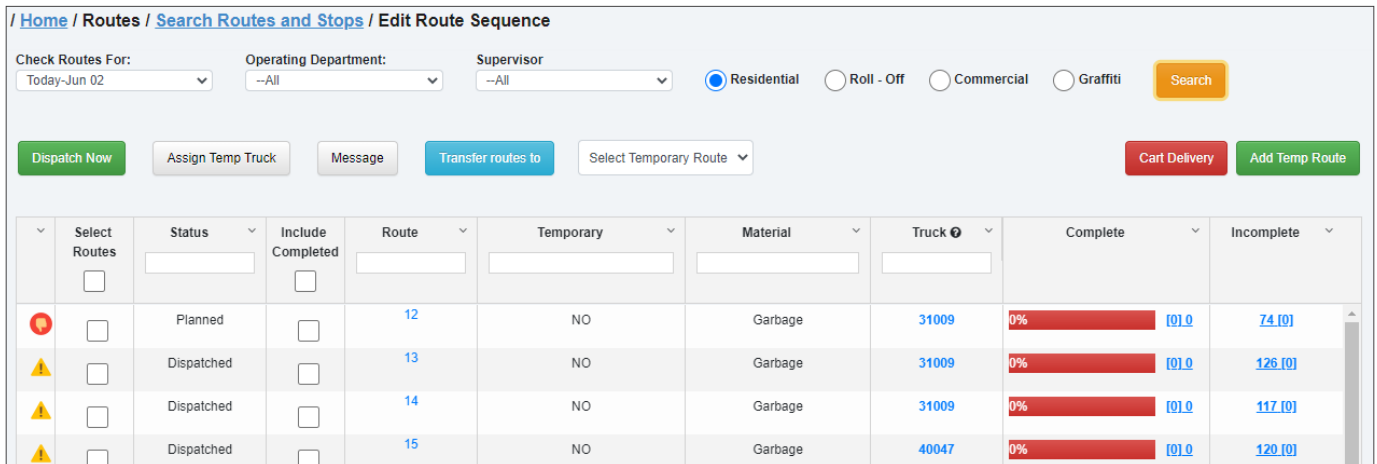 / Home / Routes / Search Routes and Stops / Edit Route Sequence
Check Routes For: Operating Department: Supervisor
Today-Jun 02 --All --All Residential Roll - Off Commercial Graffiti Search
Dispatch Now Assign Temp Truck Message Transfer routes to Select Temporary Route Cart Delivery Add Temp Route
Select Routes Status Include Completed Route Temporary Material Truck Complete Incomplete
Planned 12 NO Garbage 31009 0% [0] 0 74 [0]
Dispatched 13 NO Garbage 31009 0% [0] 0 126 [0]
Dispatched 14 NO Garbage 31009 0% [0] 0 117 [0]
Dispatched 15 NO Garbage 40047 0% [0] 0 120 [0]